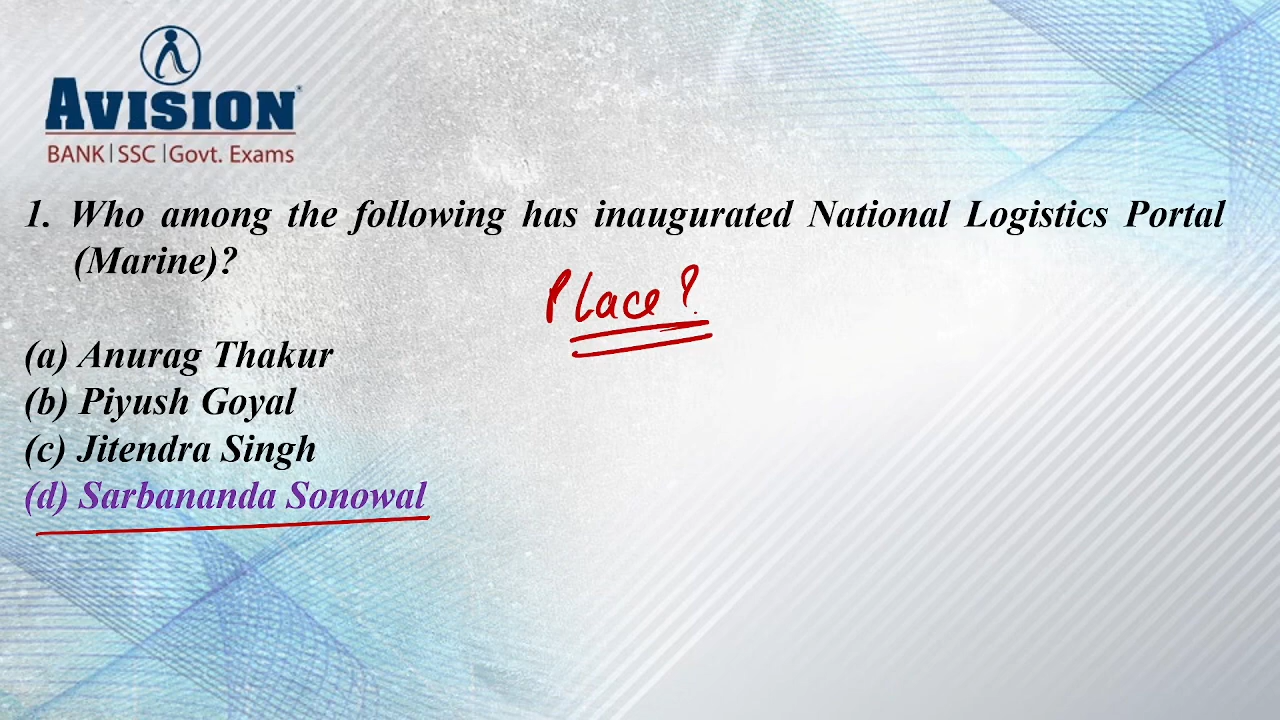 AVISION
BANK | SSC | Govt. Exams
1. Who among the following has inaugurated National Logistics Portal
(Marine)?
Place?
(a) Anurag Thakur
(b) Piyush Goyal
(c) Jitendra Singh
(d) Sarbananda Sonowal